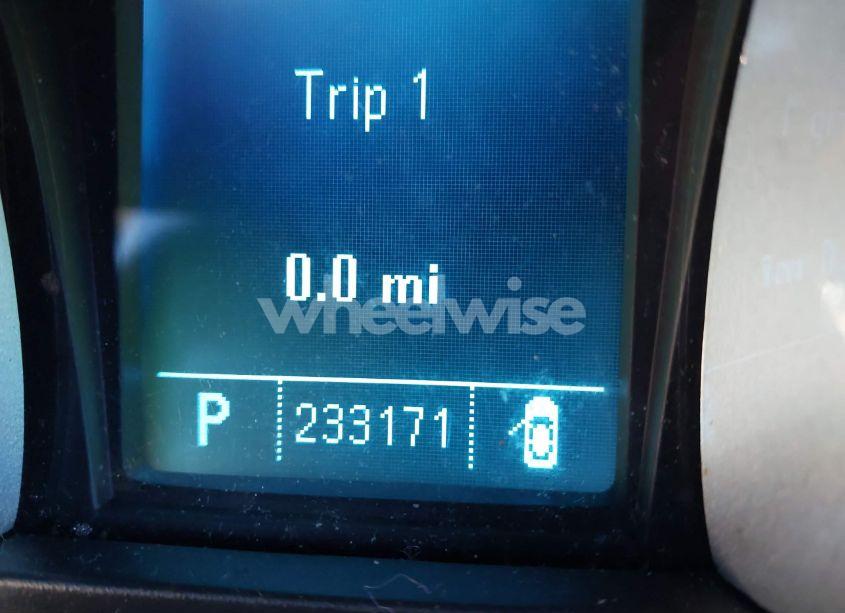 Trip 1
0.0 mi
wheelwise
P 233171